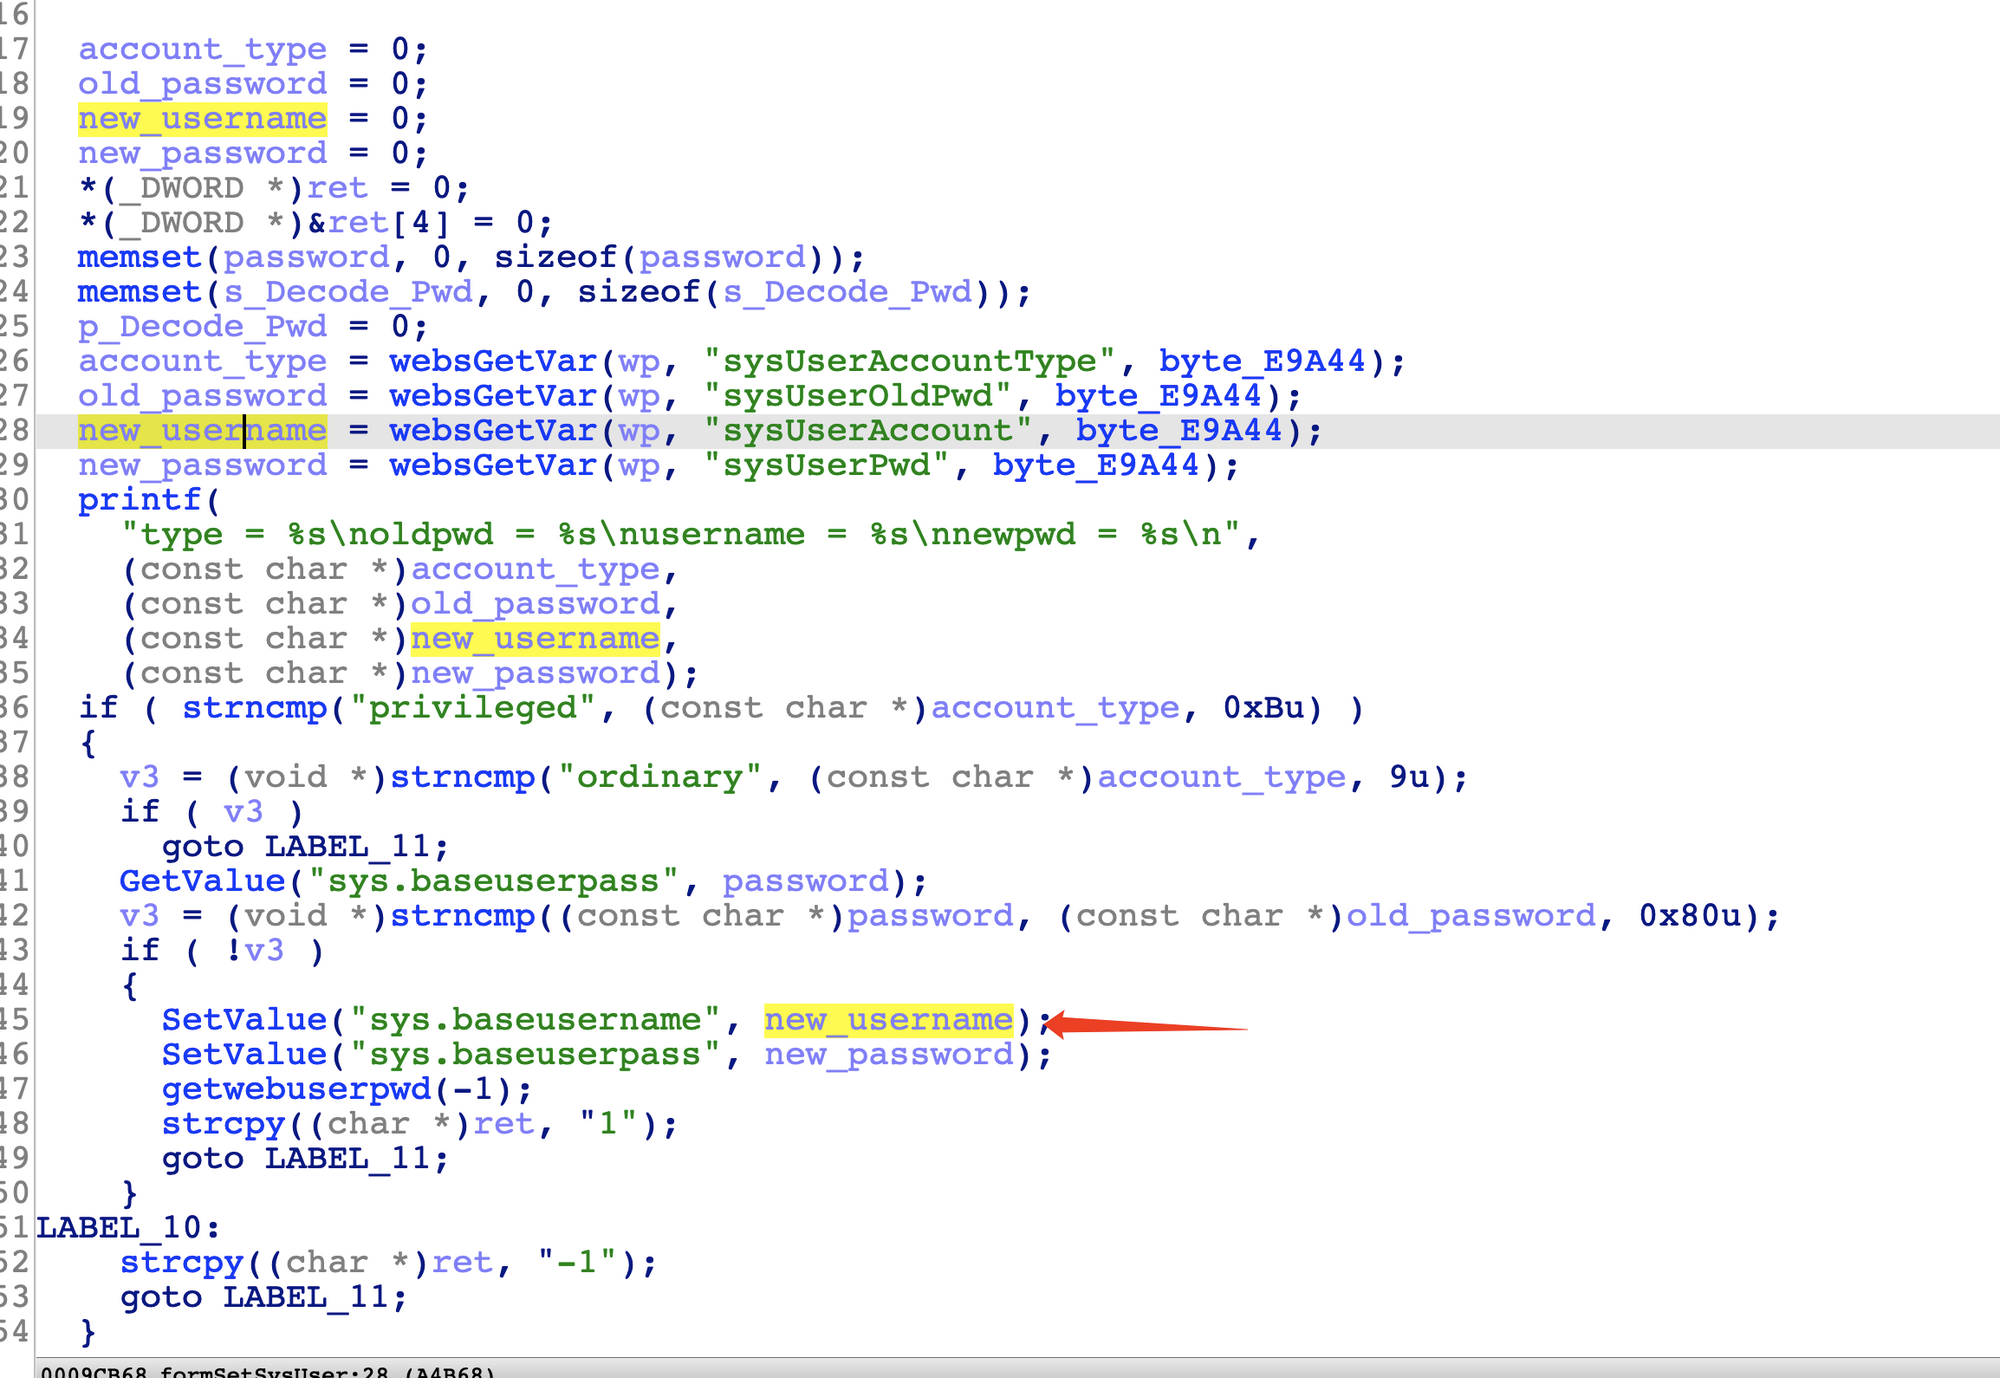 16
17 account_type = 0;
18 old_password = 0;
19 new_username = 0;
20 new_password = 0;
21 *(_DWORD *)ret = 0;
22 *(_DWORD *)&ret[4] = 0;
23 memset(password, 0, sizeof(password));
24 memset(s_Decode_Pwd, 0, sizeof(s_Decode_Pwd));
25 p_Decode_Pwd = 0;
26 account_type = websGetVar(wp, "sysUserAccountType", byte_E9A44);
27 old_password = websGetVar(wp, "sysUserOldPwd", byte_E9A44);
28 new_username = websGetVar(wp, "sysUserAccount", byte_E9A44);
29 new_password = websGetVar(wp, "sysUserPwd", byte_E9A44);
30 printf(
31 "type = %s\noldpwd = %s\nusername = %s\nnewpwd = %s\n",
32 (const char *)account_type,
33 (const char *)old_password,
34 (const char *)new_username,
35 (const char *)new_password);
36 if ( strncmp("privileged", (const char *)account_type, 0xBu) )
37 {
38 v3 = (void *)strncmp("ordinary", (const char *)account_type, 9u);
39 if ( v3 )
40 goto LABEL_11;
41 GetValue("sys.baseuserpass", password);
42 v3 = (void *)strncmp((const char *)password, (const char *)old_password, 0x80u);
43 if ( !v3 )
44 {
45 SetValue("sys.baseusername", new_username);
46 SetValue("sys.baseuserpass", new_password);
47 getwebuserpwd(-1);
48 strcpy((char *)ret, "1");
49 goto LABEL_11;
50 }
51 LABEL_10:
52 strcpy((char *)ret, "-1");
53 goto LABEL_11;
54 }
0009CB68 formSetSysUser:28 (A4B68)